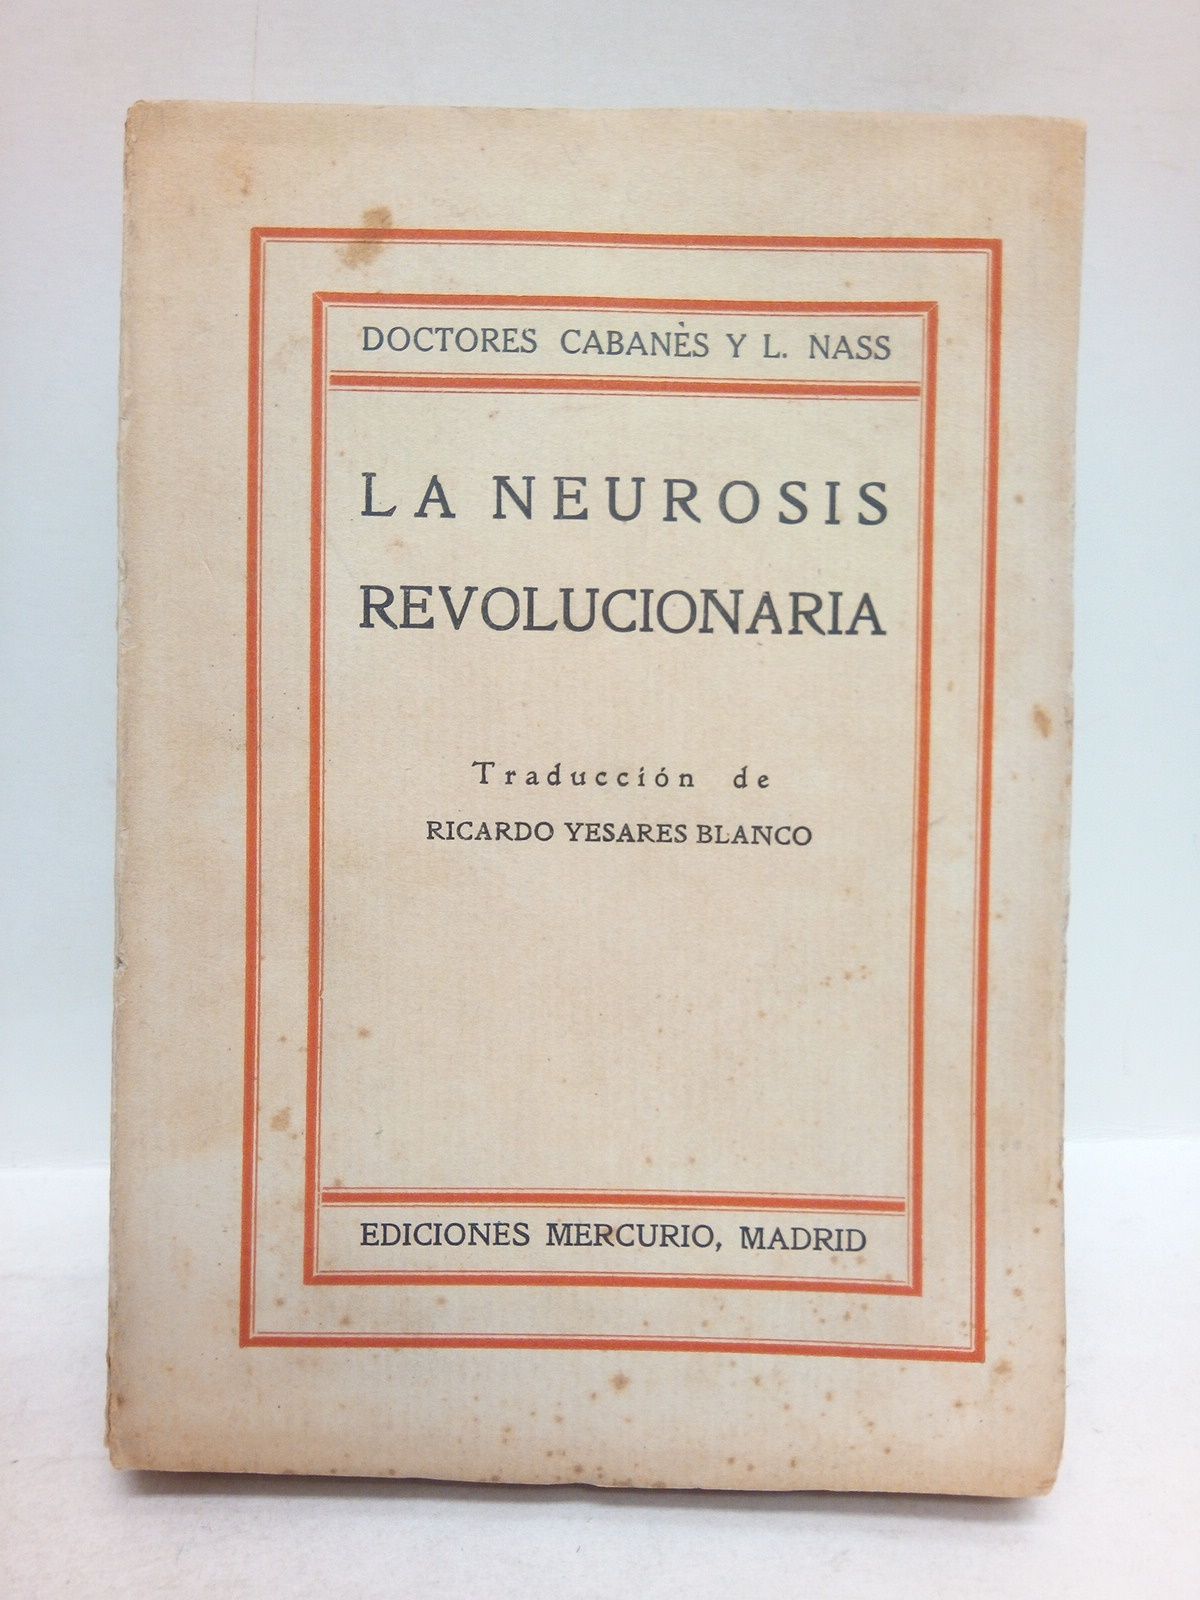 DOCTORES CABANÈS Y L. NASS
LA NEUROSIS
REVOLUCIONARIA
Traducción de
RICARDO YESARES BLANCO
EDICIONES MERCURIO, MADRID